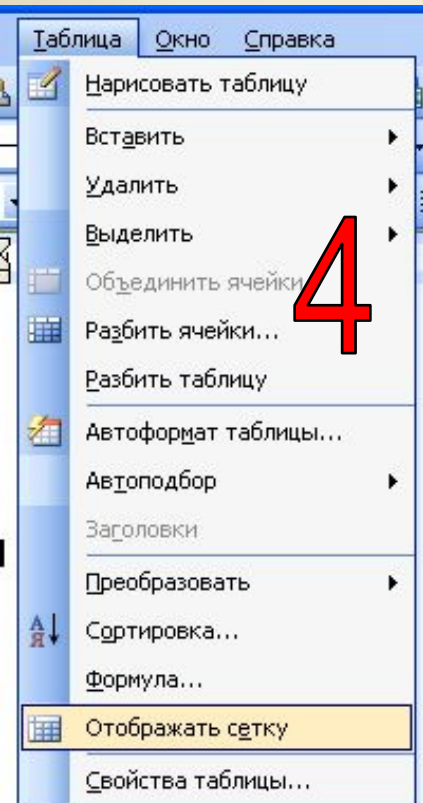 Таблица Окно Справка
Нарисовать таблицу
Вставить
Удалить
Выделить
Объединить ячейки
4
Разбить ячейки...
Разбить таблицу
Автоформат таблицы...
Автоподбор
Заголовки
Преобразовать
Сортировка...
Формула...
Отображать сетку
Свойства таблицы...